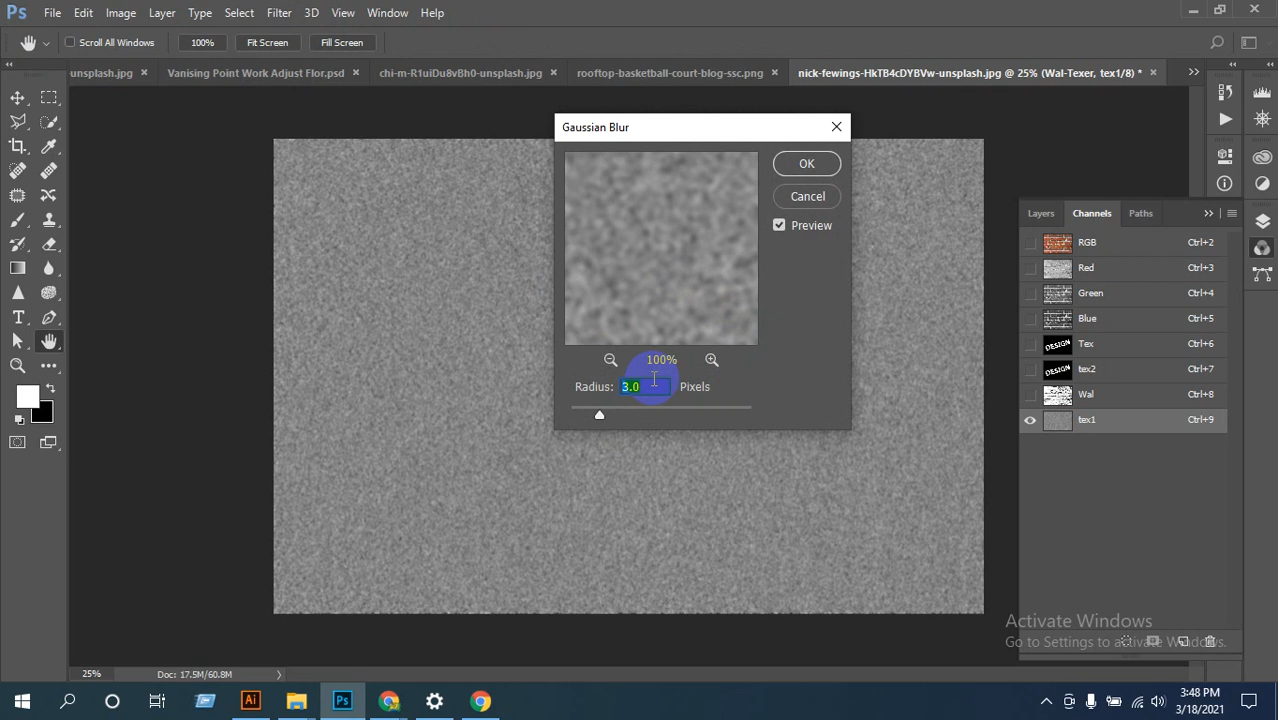 Ps File Edit Image Layer Type Select Filter 3D View Window Help
Scroll All Windows 100% Fit Screen Fill Screen
unsplash.jpg × Vanishing Point Work Adjust Flor.psd × chi-m-R1uiDu8vBh0-unsplash.jpg × rooftop-basketball-court-blog-ssc.png × nick-fewings-HkTB4cDYBVw-unsplash.jpg @ 25% (Wal-Texer, tex1/8) * ×
Gaussian Blur
OK
Cancel
Preview
100%
Radius: 3.0 Pixels
Layers Channels Paths
RGB Ctrl+2
Red Ctrl+3
Green Ctrl+4
Blue Ctrl+5
Tex Ctrl+6
tex2 Ctrl+7
Wal Ctrl+8
tex1 Ctrl+9
DESIGN
DESIGN
Activate Windows
Go to Settings to activate Windows.
25% Doc: 17.5M/60.8M
Ai Ps
3:48 PM
3/18/2021